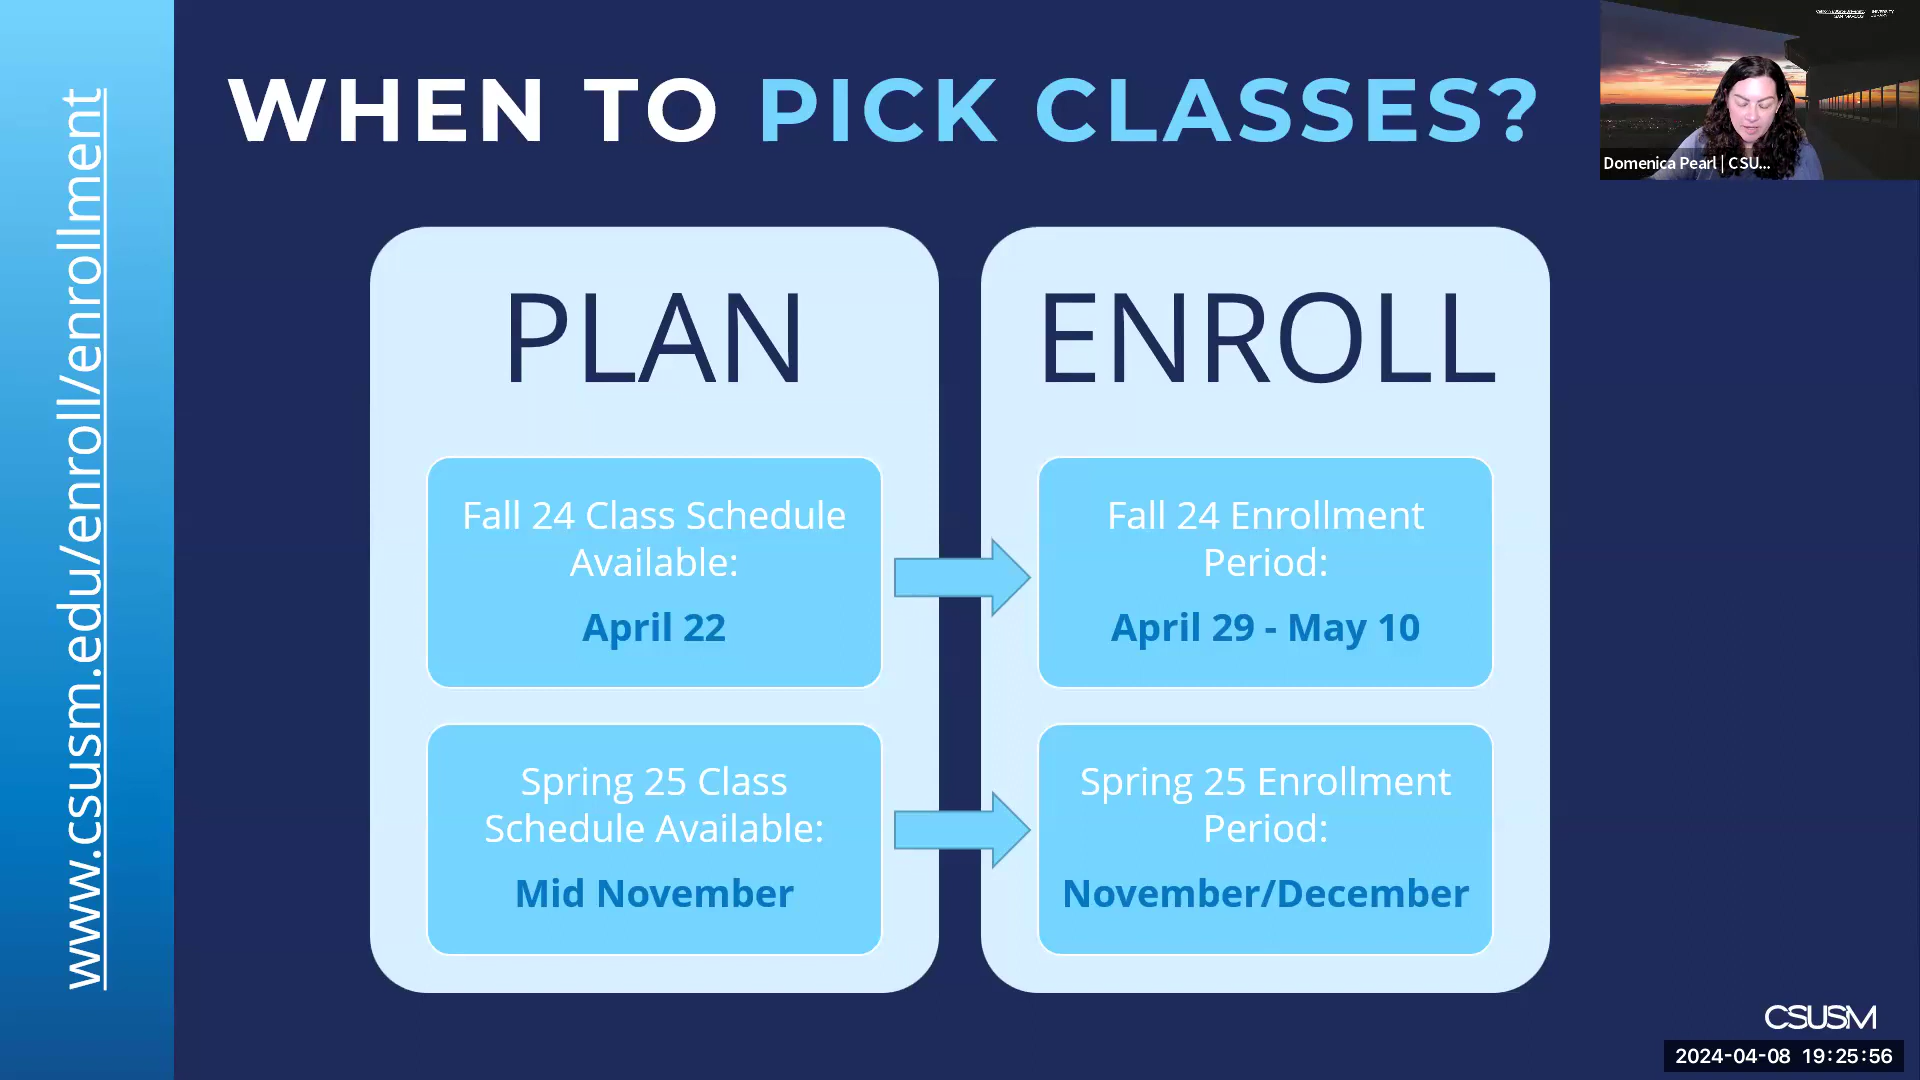 WHEN TO PICK CLASSES?
www.csusm.edu/enroll/enrollment
PLAN
Fall 24 Class Schedule
Available:
April 22
Spring 25 Class
Schedule Available:
Mid November
ENROLL
Fall 24 Enrollment
Period:
April 29 - May 10
Spring 25 Enrollment
Period:
November/December
Domenica Pearl | CSU...
CSUSM
2024-04-08 19:25:56